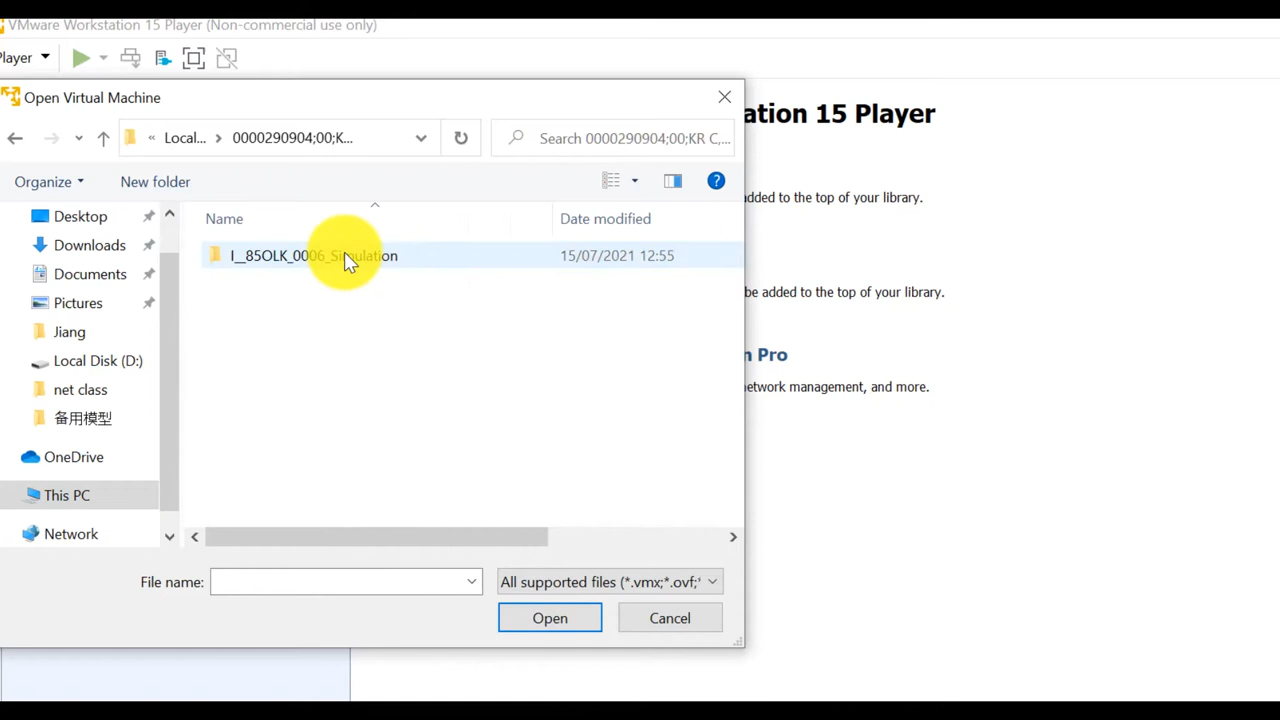 VMware Workstation 15 Player (Non-commercial use only)
Player
Open Virtual Machine
ation 15 Player
« Local... › 0000290904;00;K...
Search 0000290904;00;KR C,...
Organize
New folder
dded to the top of your library.
Name
Date modified
Desktop
I__85OLK_0006_Simulation
15/07/2021 12:55
Downloads
Documents
be added to the top of your library.
Pictures
Jiang
n Pro
Local Disk (D:)
net class
etwork management, and more.
备用模型
OneDrive
This PC
Network
File name:
All supported files (*.vmx;*.ovf;*
Open
Cancel